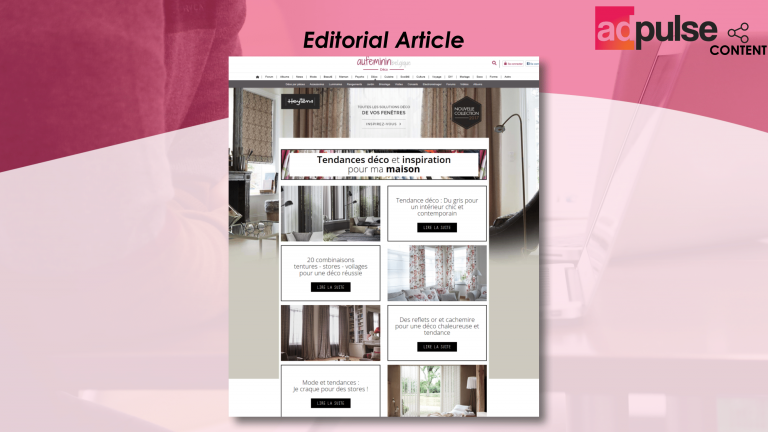 Editorial Article
adpulse
CONTENT
aufeminin
Heytens
TOUTES LES SOLUTIONS DÉCO
DE VOS FENÊTRES
INSPIREZ-VOUS >
NOUVELLE
COLLECTION
Tendances déco et inspiration
pour ma maison
Tendance déco : Du gris pour
un intérieur chic et
contemporain
LIRE LA SUITE
20 combinaisons
tentures - stores - voilages
pour une déco réussie
LIRE LA SUITE
Des reflets or et cachemire
pour une déco chaleureuse et
tendance
LIRE LA SUITE
Mode et tendances :
Je craque pour des stores !
LIRE LA SUITE